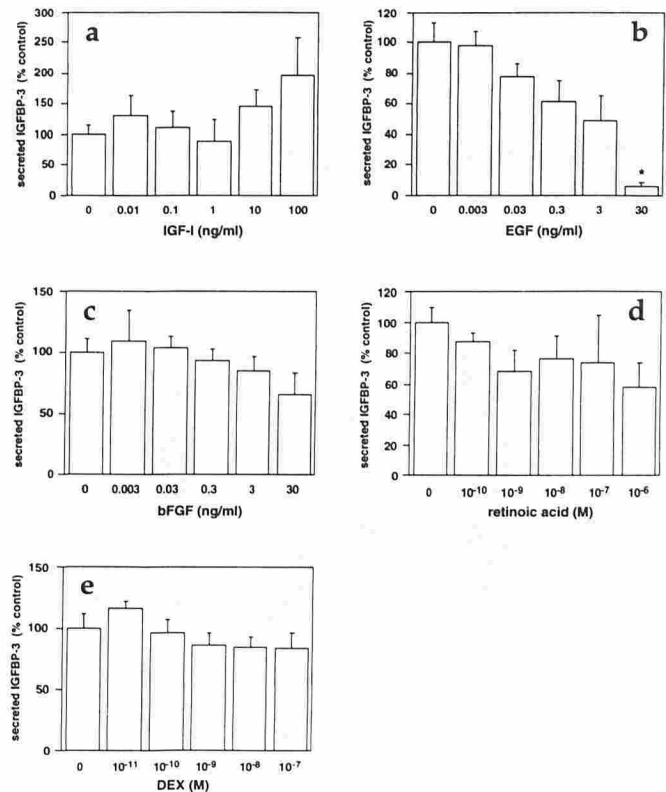 a
secreted IGFBP-3 (% control)
300
250
200
150
100
50
0
0 0.01 0.1 1 10 100
IGF-I (ng/ml)
b
secreted IGFBP-3 (% control)
120
100
80
60
40
20
0
*
0 0.003 0.03 0.3 3 30
EGF (ng/ml)
c
secreted IGFBP-3 (% control)
150
100
50
0
0 0.003 0.03 0.3 3 30
bFGF (ng/ml)
d
secreted IGFBP-3 (% control)
120
100
80
60
40
20
0
0 10⁻¹⁰ 10⁻⁹ 10⁻⁸ 10⁻⁷ 10⁻⁶
retinoic acid (M)
e
secreted IGFBP-3 (% control)
150
100
50
0
0 10⁻¹¹ 10⁻¹⁰ 10⁻⁹ 10⁻⁸ 10⁻⁷
DEX (M)